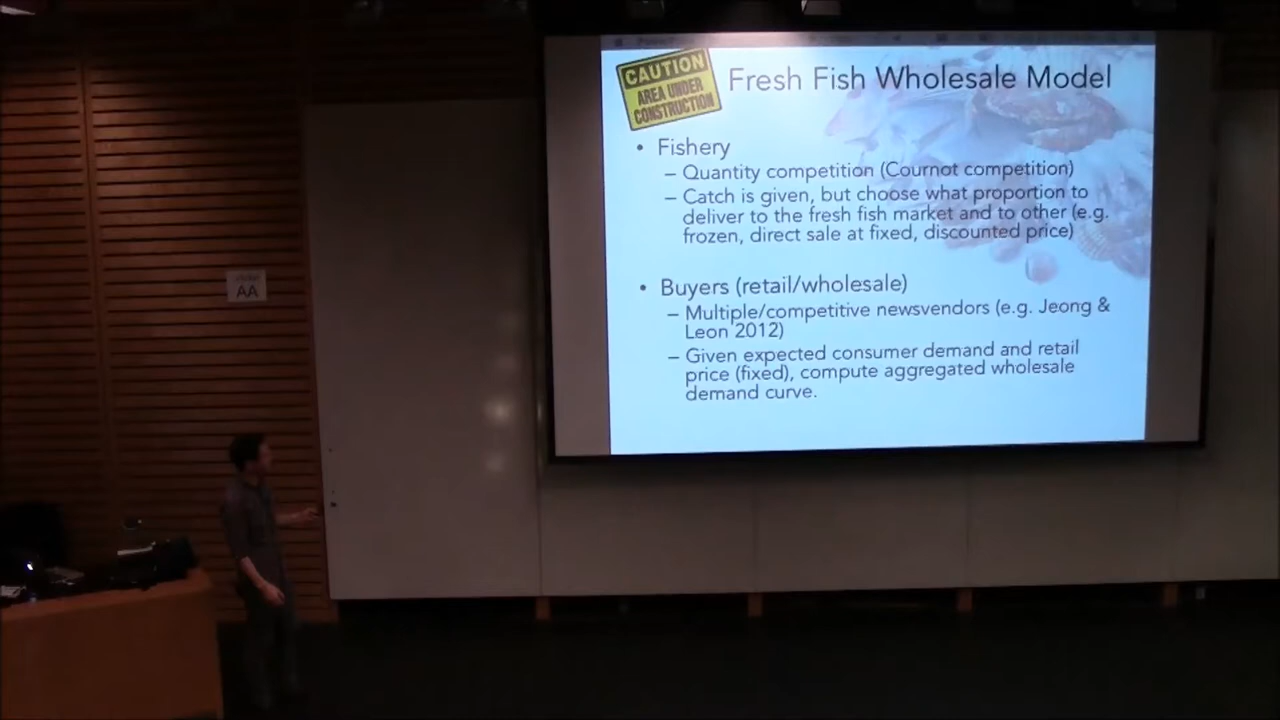 CAUTION
AREA UNDER
CONSTRUCTION
Fresh Fish Wholesale Model
• Fishery
– Quantity competition (Cournot competition)
– Catch is given, but choose what proportion to
deliver to the fresh fish market and to other (e.g.
frozen, direct sale at fixed, discounted price)
• Buyers (retail/wholesale)
– Multiple/competitive newsvendors (e.g. Jeong &
Leon 2012)
– Given expected consumer demand and retail
price (fixed), compute aggregated wholesale
demand curve.
AA